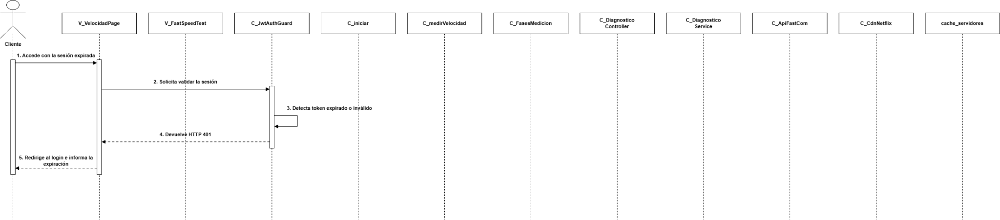 V_VelocidadPage
V_FastSpeedTest
C_JwtAuthGuard
C_iniciar
C_medirVelocidad
C_FasesMedicion
C_Diagnostico
Controller
C_Diagnostico
Service
C_ApiFastCom
C_CdnNetflix
cache_servidores
Cliente
1. Accede con la sesión expirada
2. Solicita validar la sesión
3. Detecta token expirado o inválido
4. Devuelve HTTP 401
5. Redirige al login e informa la
expiración